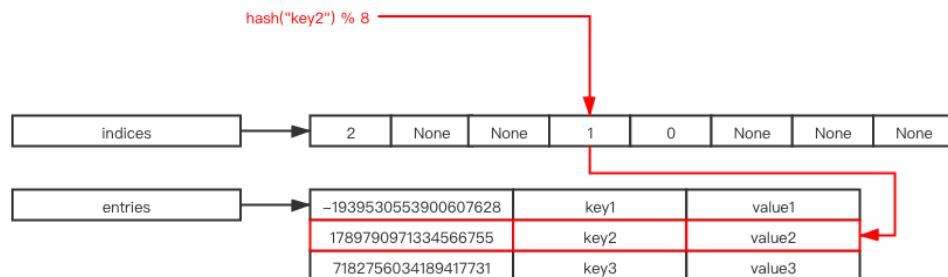 hash("key2") % 8
indices 2 None None 1 0 None None None
entries −1939530553900607628 key1 value1
1789790971334566755 key2 value2
7182756034189417731 key3 value3